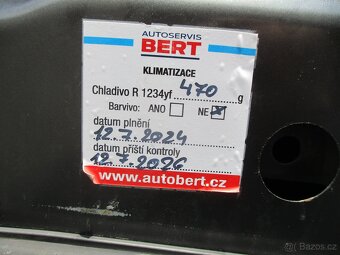 AUTOSERVIS
BERT
KLIMATIZACE
Chladivo R 1234yf 470 g
Barvivo: ANO NE
datum plnění
12.7.2024
datum příští kontroly
12.7.2026
www.autobert.cz
Bazoš.cz